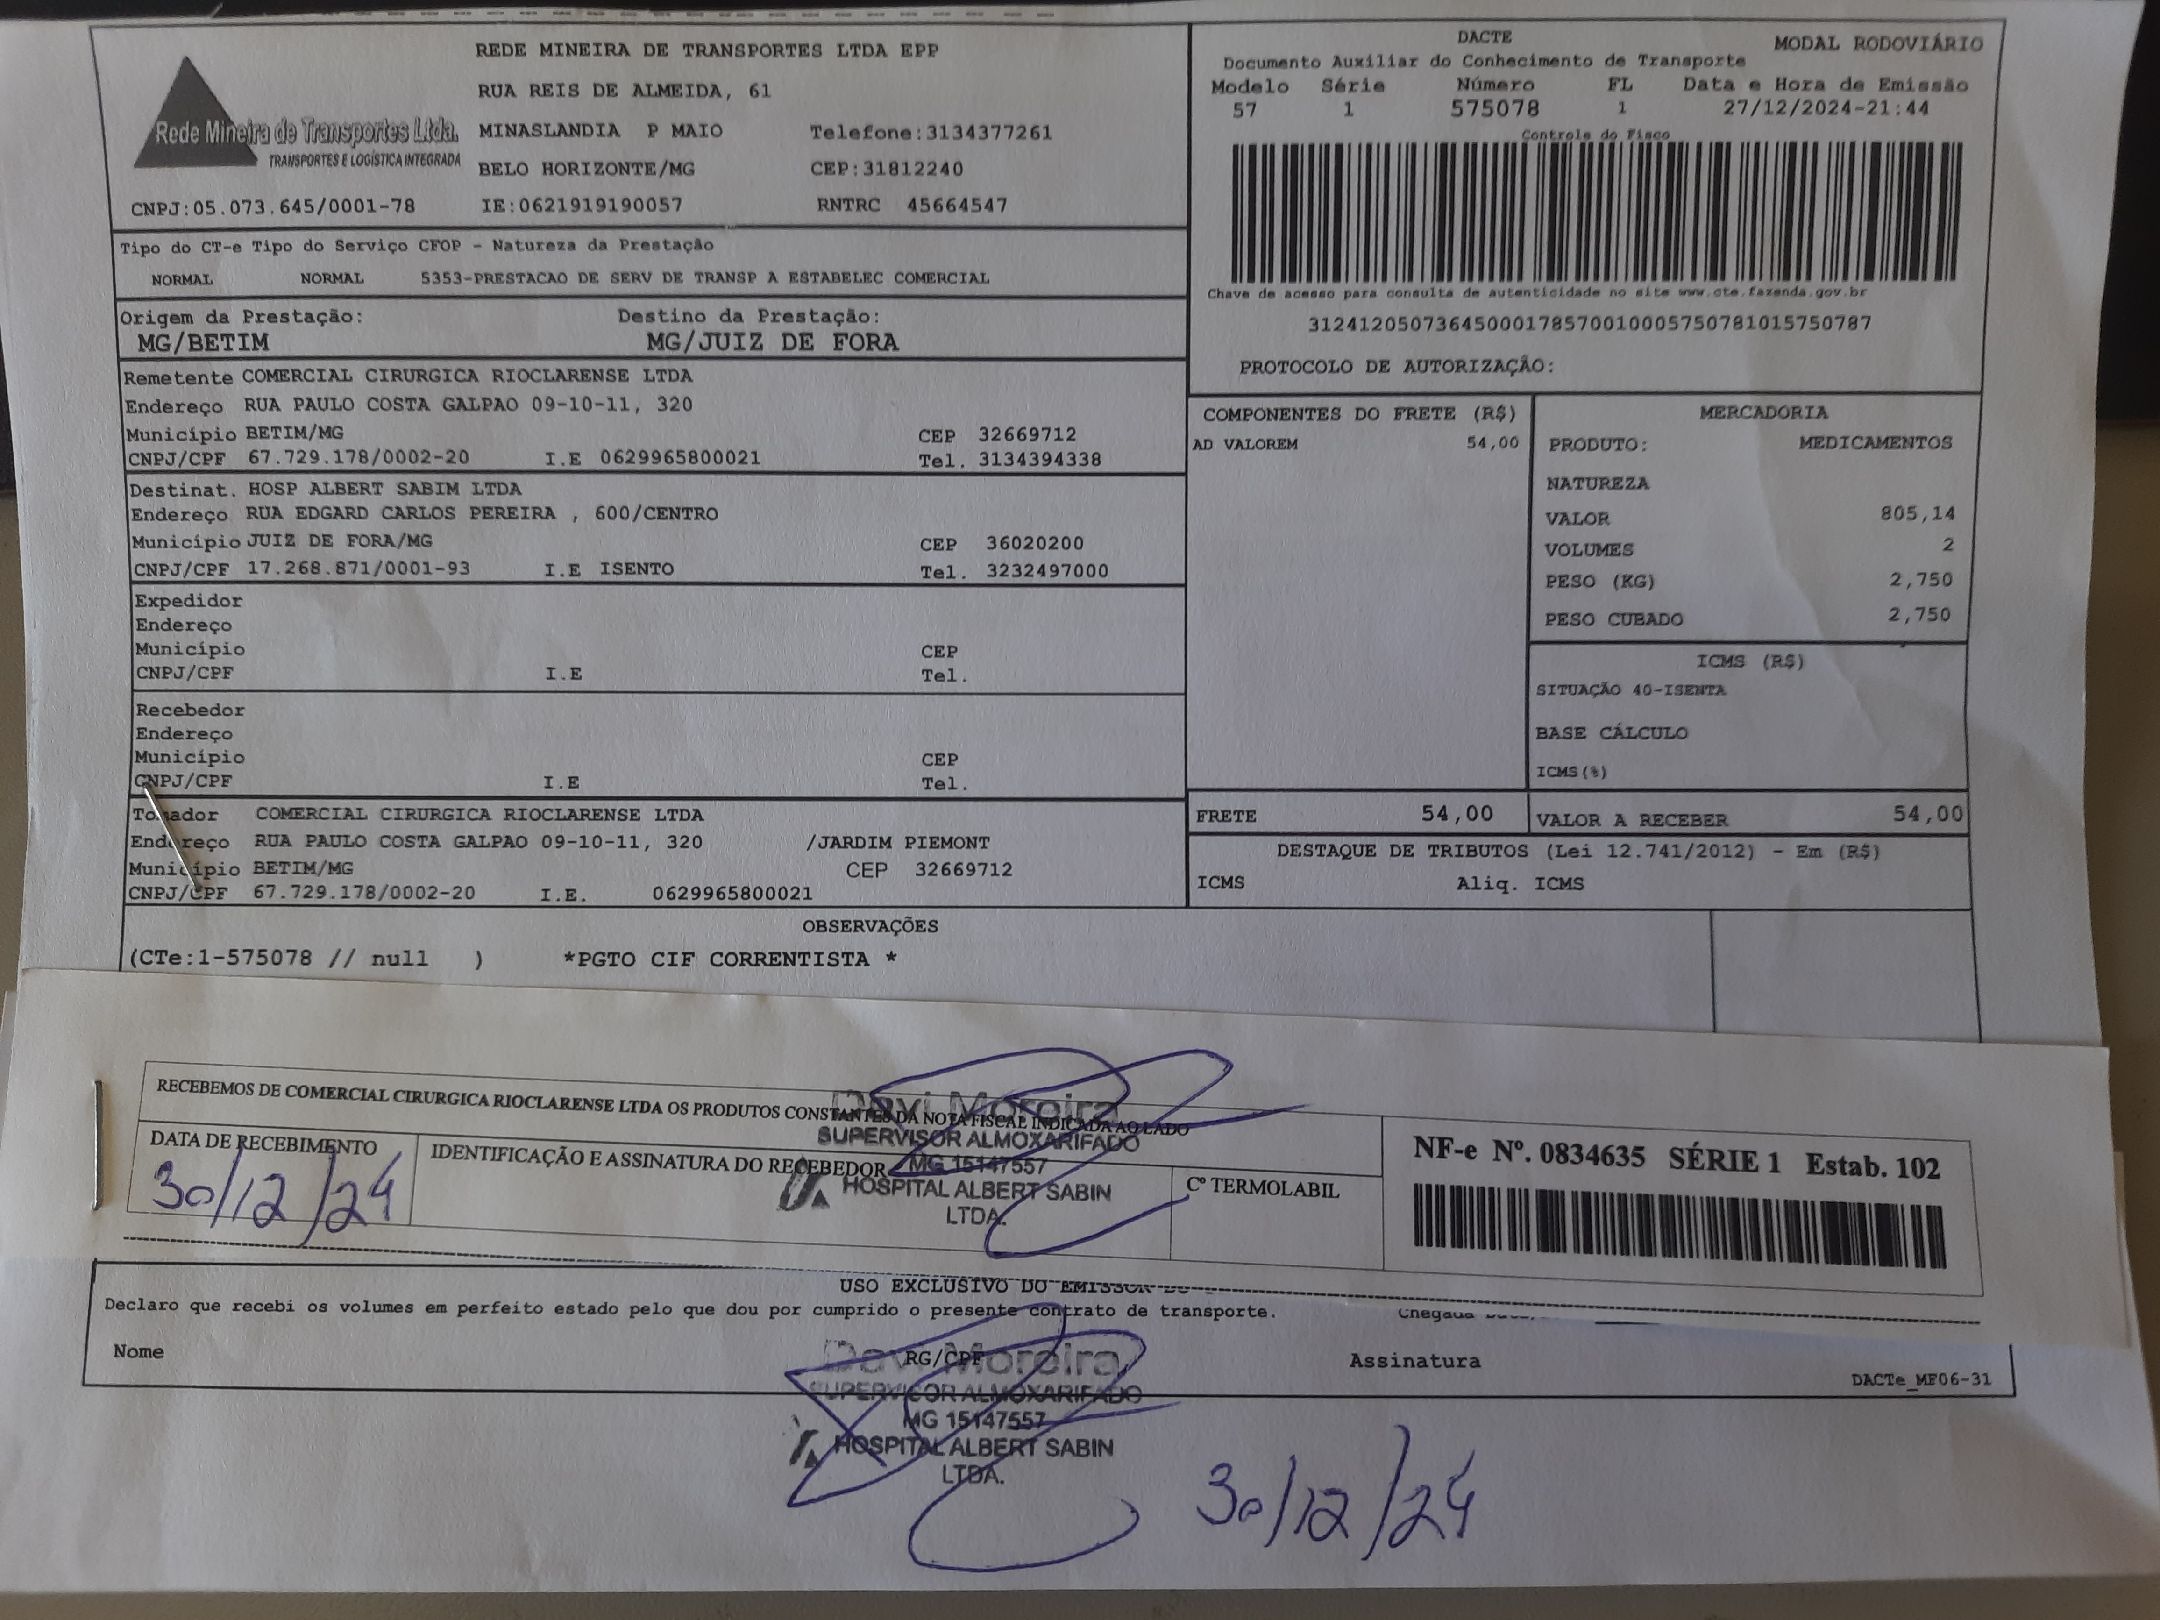 Rede Mineira de Transportes Ltda.
TRANSPORTES E LOGÍSTICA INTEGRADA
REDE MINEIRA DE TRANSPORTES LTDA EPP
RUA REIS DE ALMEIDA, 61
MINASLANDIA P MAIO Telefone:3134377261
BELO HORIZONTE/MG CEP:31812240
CNPJ:05.073.645/0001-78 IE:0621919190057 RNTRC 45664547
DACTE MODAL RODOVIÁRIO
Documento Auxiliar do Conhecimento de Transporte
Modelo Série Número FL Data e Hora de Emissão
57 1 575078 1 27/12/2024-21:44
Controle do Fisco
Chave de acesso para consulta de autenticidade no site www.cte.fazenda.gov.br
31241205073645000178570010005750781015750787
PROTOCOLO DE AUTORIZAÇÃO:
Tipo do CT-e Tipo do Serviço CFOP - Natureza da Prestação
NORMAL NORMAL 5353-PRESTACAO DE SERV DE TRANSP A ESTABELEC COMERCIAL
Origem da Prestação: Destino da Prestação:
MG/BETIM MG/JUIZ DE FORA
Remetente COMERCIAL CIRURGICA RIOCLARENSE LTDA
Endereço RUA PAULO COSTA GALPAO 09-10-11, 320
Município BETIM/MG CEP 32669712
CNPJ/CPF 67.729.178/0002-20 I.E 0629965800021 Tel. 3134394338
Destinat. HOSP ALBERT SABIM LTDA
Endereço RUA EDGARD CARLOS PEREIRA , 600/CENTRO
Município JUIZ DE FORA/MG CEP 36020200
CNPJ/CPF 17.268.871/0001-93 I.E ISENTO Tel. 3232497000
Expedidor
Endereço
Município CEP
CNPJ/CPF I.E Tel.
Recebedor
Endereço
Município CEP
CNPJ/CPF I.E Tel.
Tomador COMERCIAL CIRURGICA RIOCLARENSE LTDA
Endereço RUA PAULO COSTA GALPAO 09-10-11, 320 /JARDIM PIEMONT
Município BETIM/MG CEP 32669712
CNPJ/CPF 67.729.178/0002-20 I.E. 0629965800021
COMPONENTES DO FRETE (R$)
AD VALOREM 54,00
MERCADORIA
PRODUTO: MEDICAMENTOS
NATUREZA
VALOR 805,14
VOLUMES 2
PESO (KG) 2,750
PESO CUBADO 2,750
ICMS (R$)
SITUAÇÃO 40-ISENTA
BASE CÁLCULO
ICMS(%)
FRETE 54,00 VALOR A RECEBER 54,00
DESTAQUE DE TRIBUTOS (Lei 12.741/2012) - Em (R$)
ICMS Aliq. ICMS
OBSERVAÇÕES
(CTe:1-575078 // null ) *PGTO CIF CORRENTISTA *
RECEBEMOS DE COMERCIAL CIRURGICA RIOCLARENSE LTDA OS PRODUTOS CONSTANTES DA NOTA FISCAL INDICADA AO LADO
DATA DE RECEBIMENTO IDENTIFICAÇÃO E ASSINATURA DO RECEBEDOR Cº TERMOLABIL
30/12/24
Davi Moreira
SUPERVISOR ALMOXARIFADO
MG 15147557
HOSPITAL ALBERT SABIN
LTDA.
NF-e Nº. 0834635 SÉRIE 1 Estab. 102
USO EXCLUSIVO DO EMISSOR
Declaro que recebi os volumes em perfeito estado pelo que dou por cumprido o presente contrato de transporte. Chegada
Nome RG/CPF Assinatura
DACTe_MF06-31
Davi Moreira
SUPERVISOR ALMOXARIFADO
MG 15147557
HOSPITAL ALBERT SABIN
LTDA.
30/12/24